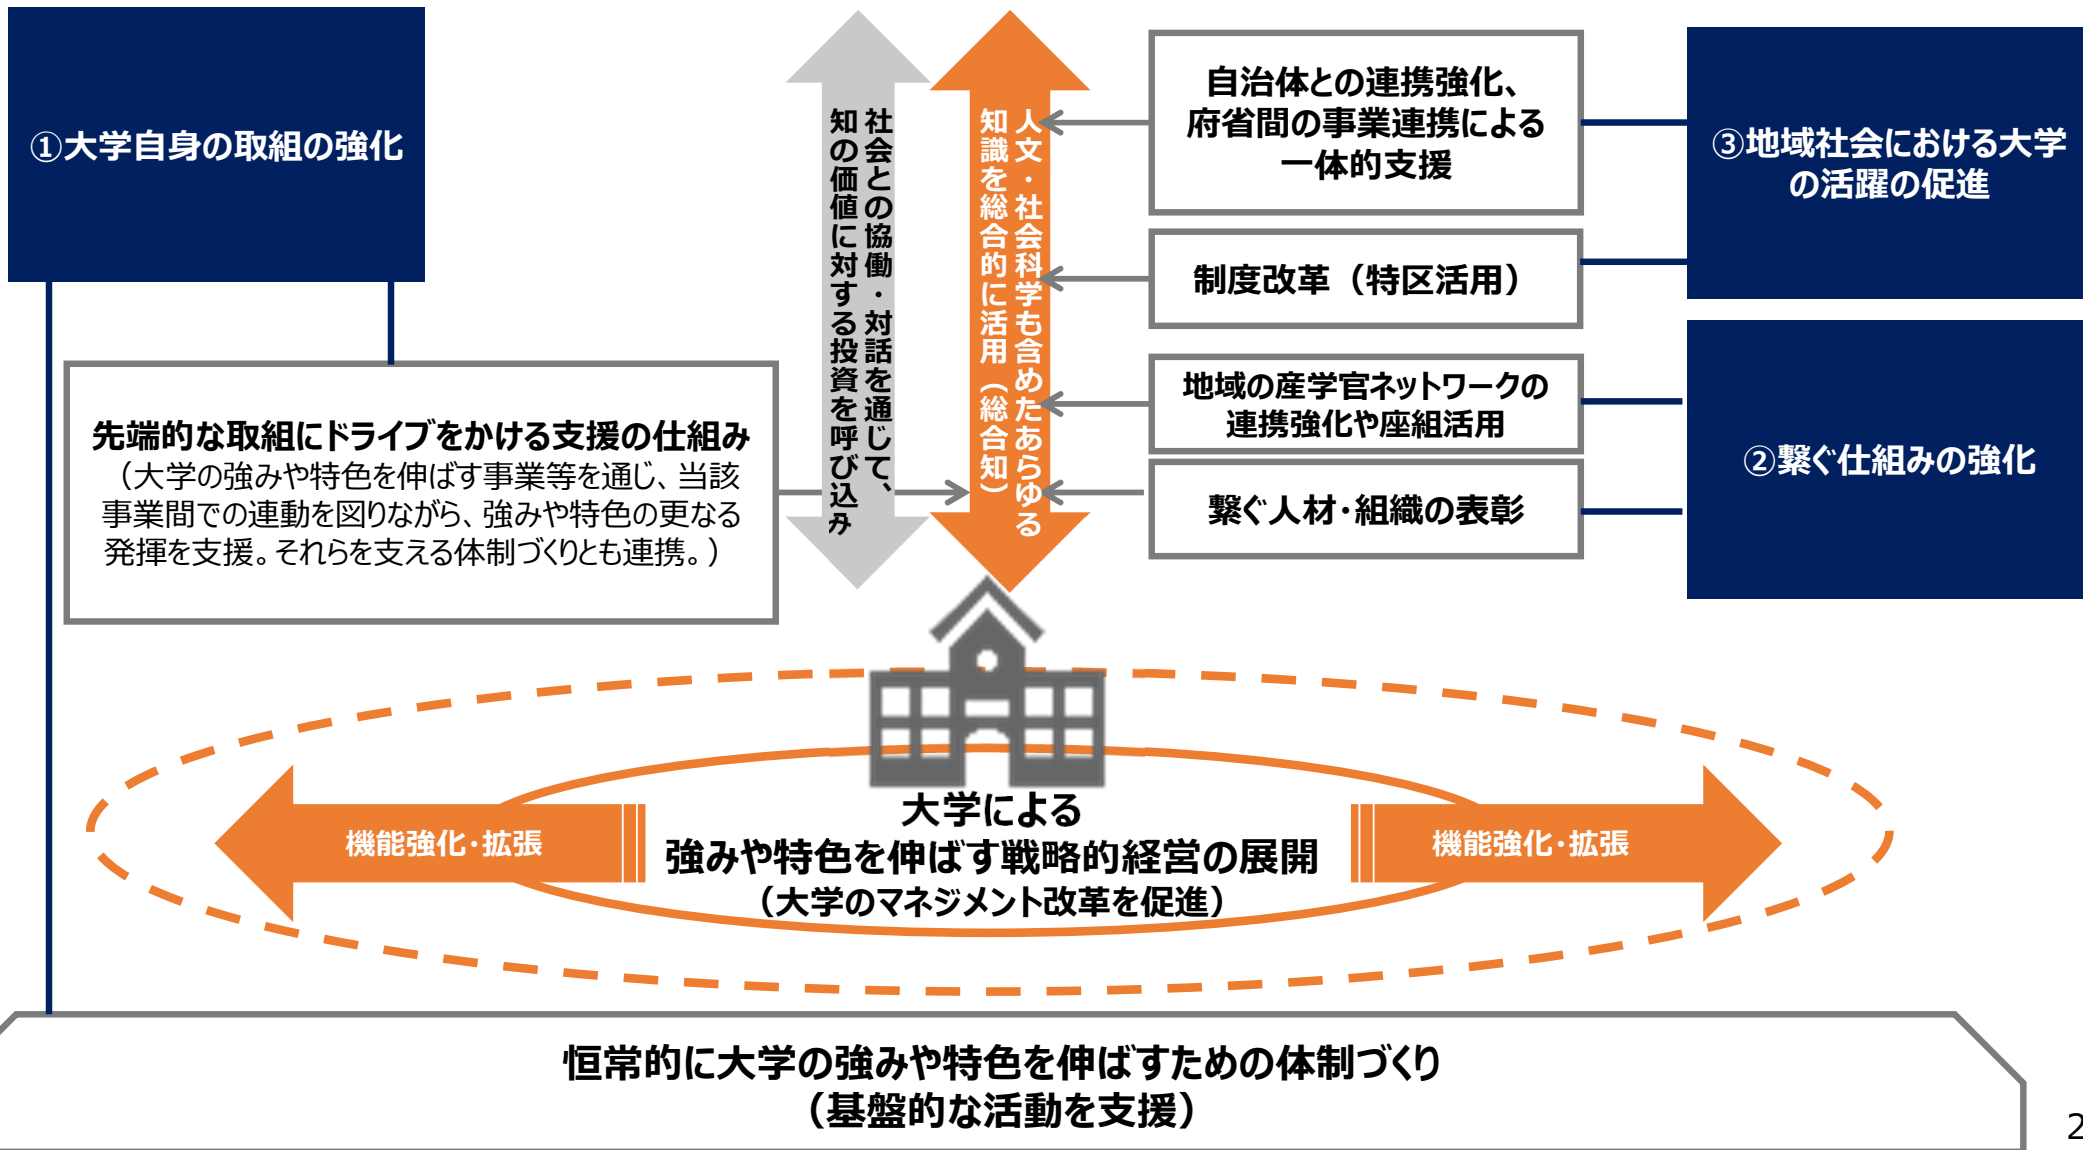 ①大学自身の取組の強化
先端的な取組にドライブをかける支援の仕組み
（大学の強みや特色を伸ばす事業等を通じ、当該
事業間での連動を図りながら、強みや特色の更なる
発揮を支援。それらを支える体制づくりとも連携。）
社会との協働・対話を通じて、
知の価値に対する投資を呼び込み
人文・社会科学も含めたあらゆる
知識を総合的に活用（総合知）
自治体との連携強化、
府省間の事業連携による
一体的支援
制度改革（特区活用）
③地域社会における大学
の活躍の促進
地域の産学官ネットワークの
連携強化や座組活用
繋ぐ人材・組織の表彰
②繋ぐ仕組みの強化
機能強化・拡張
大学による
強みや特色を伸ばす戦略的経営の展開
（大学のマネジメント改革を促進）
機能強化・拡張
恒常的に大学の強みや特色を伸ばすための体制づくり
（基盤的な活動を支援）
2